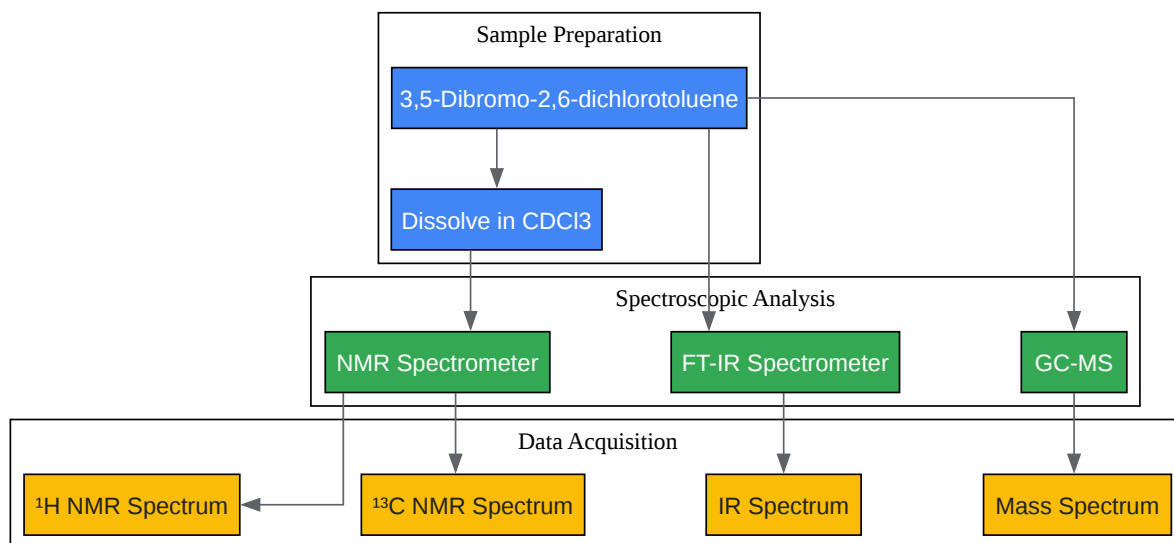 Sample Preparation
3,5-Dibromo-2,6-dichlorotoluene
Dissolve in CDCl3
Spectroscopic Analysis
NMR Spectrometer
FT-IR Spectrometer
GC-MS
Data Acquisition
¹H NMR Spectrum
¹³C NMR Spectrum
IR Spectrum
Mass Spectrum